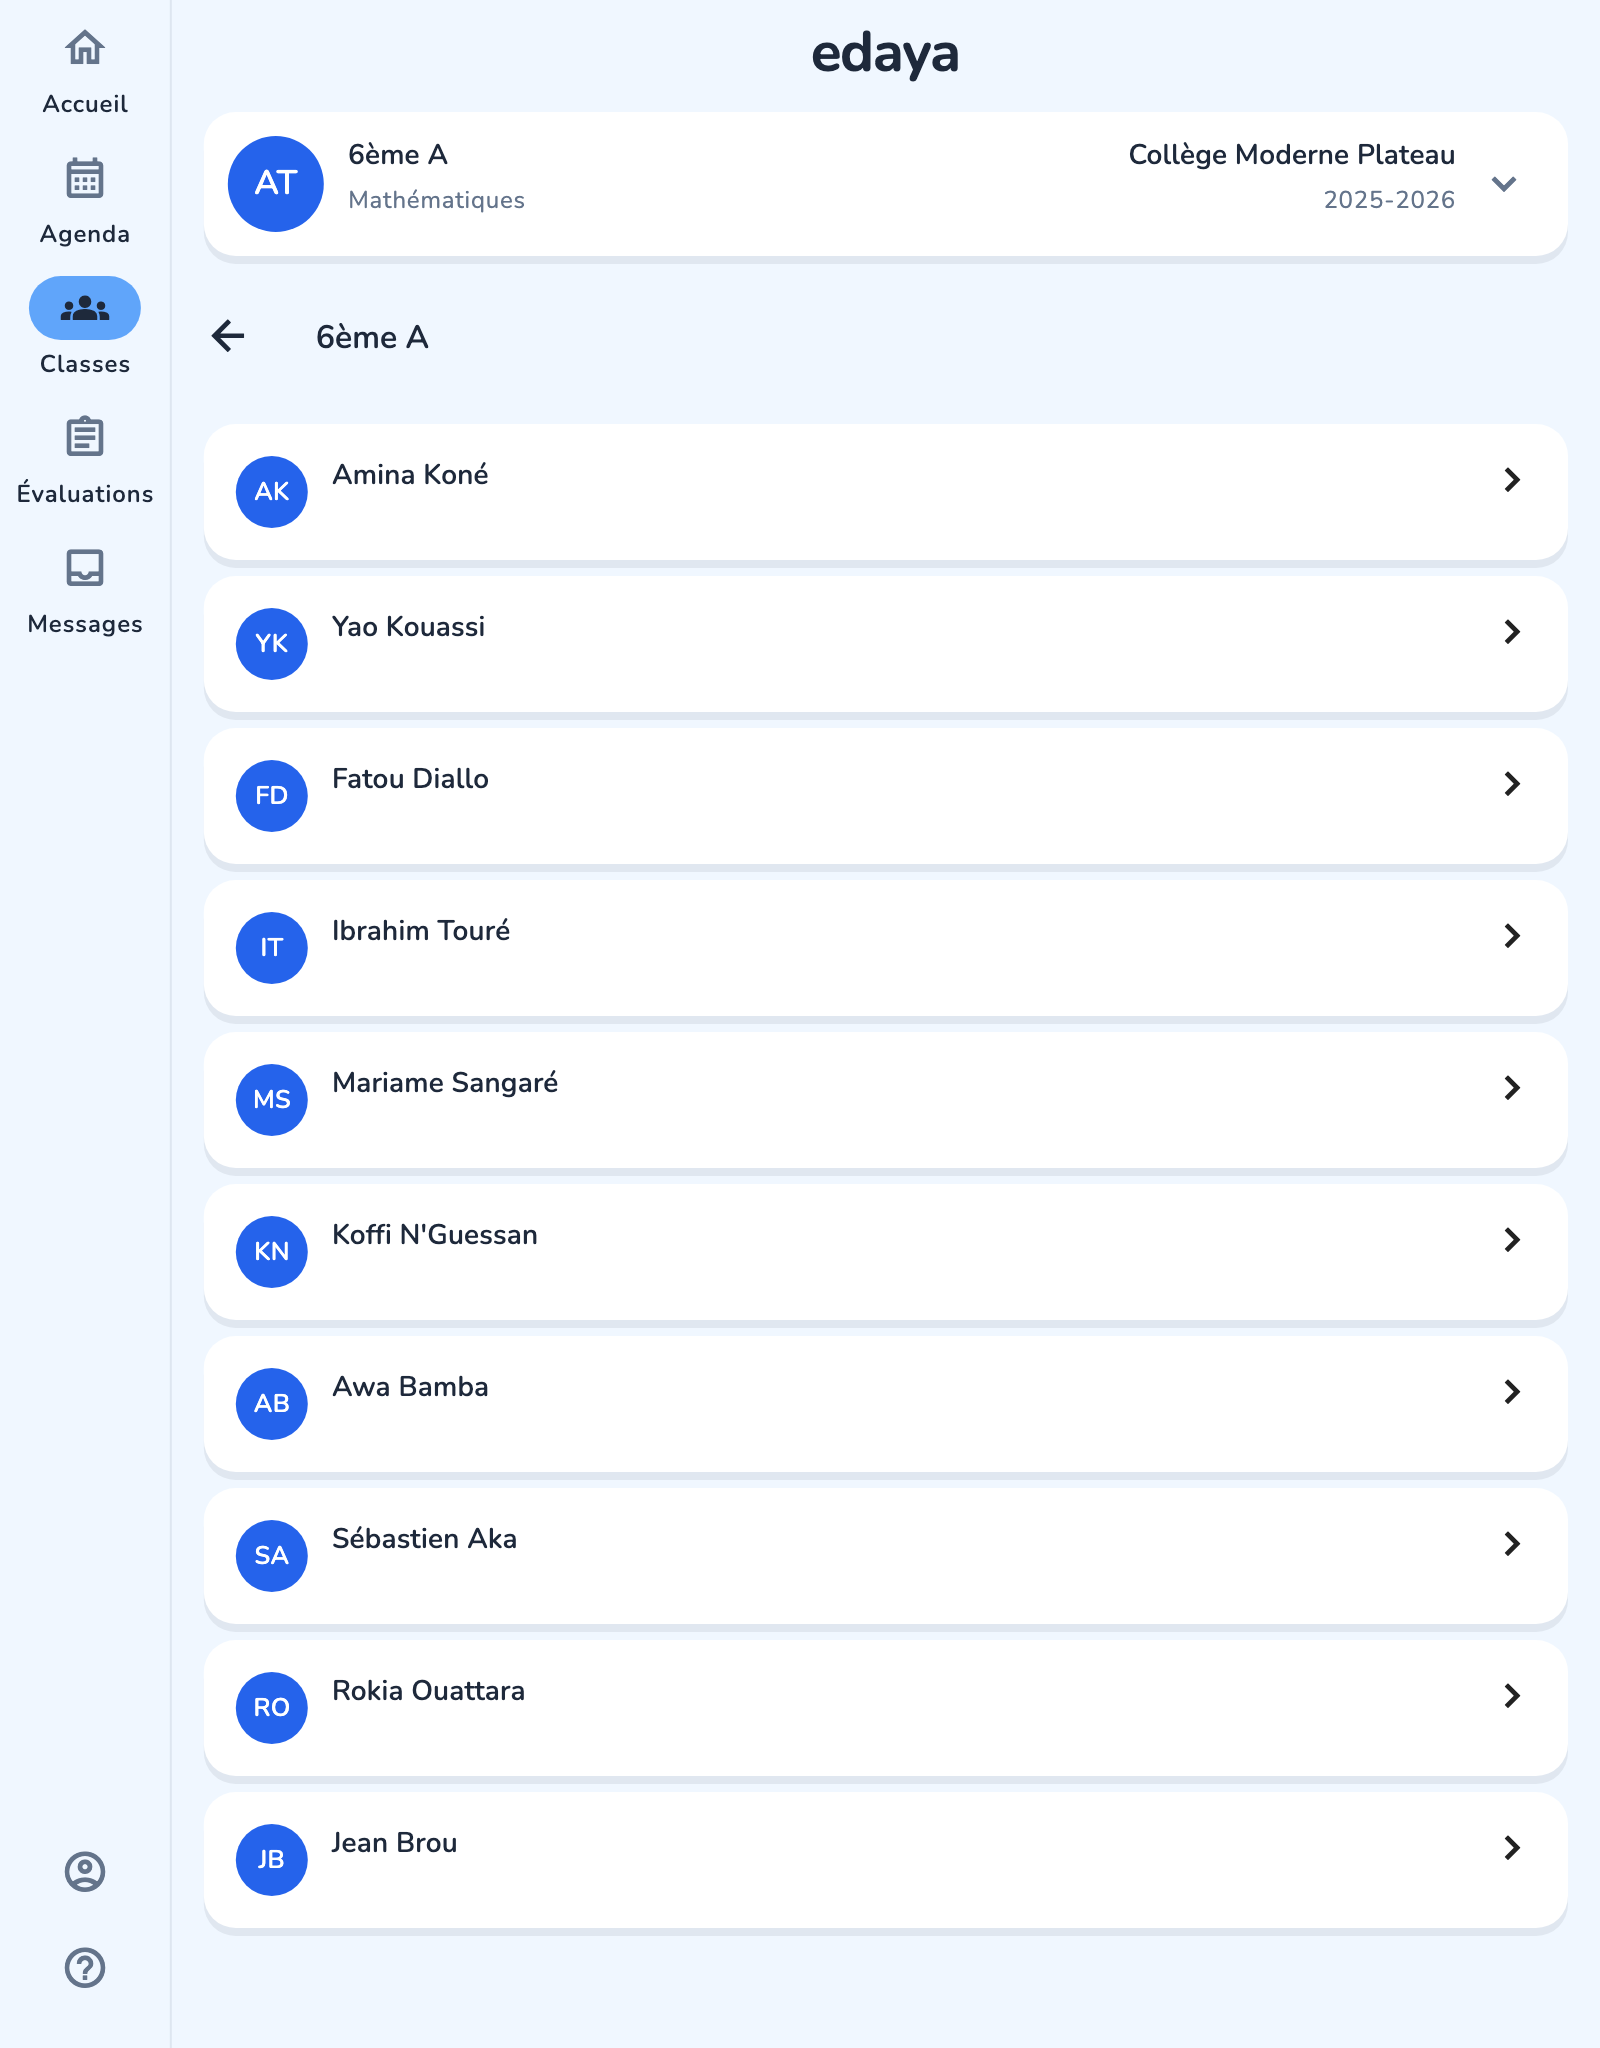 edaya
Accueil
Agenda
Classes
Évaluations
Messages
AT
6ème A
Mathématiques
Collège Moderne Plateau
2025-2026
6ème A
AK
Amina Koné
YK
Yao Kouassi
FD
Fatou Diallo
IT
Ibrahim Touré
MS
Mariame Sangaré
KN
Koffi N'Guessan
AB
Awa Bamba
SA
Sébastien Aka
RO
Rokia Ouattara
JB
Jean Brou